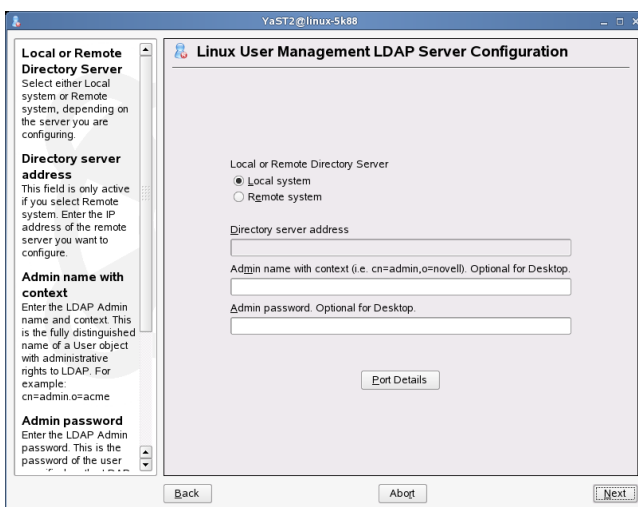 YaST2@linux-5k88
Local or Remote
Directory Server
Select either Local
system or Remote
system, depending on
the server you are
configuring.
Directory server
address
This field is only active
if you select Remote
system. Enter the IP
address of the remote
server you want to
configure.
Admin name with
context
Enter the LDAP Admin
name and context. This
is the fully distinguished
name of a User object
with administrative
rights to LDAP. For
example:
cn=admin.o=acme
Admin password
Enter the LDAP Admin
password. This is the
password of the user
Linux User Management LDAP Server Configuration
Local or Remote Directory Server
Local system
Remote system
Directory server address
Admin name with context (i.e. cn=admin,o=novell). Optional for Desktop.
Admin password. Optional for Desktop.
Port Details
Back
Abort
Next